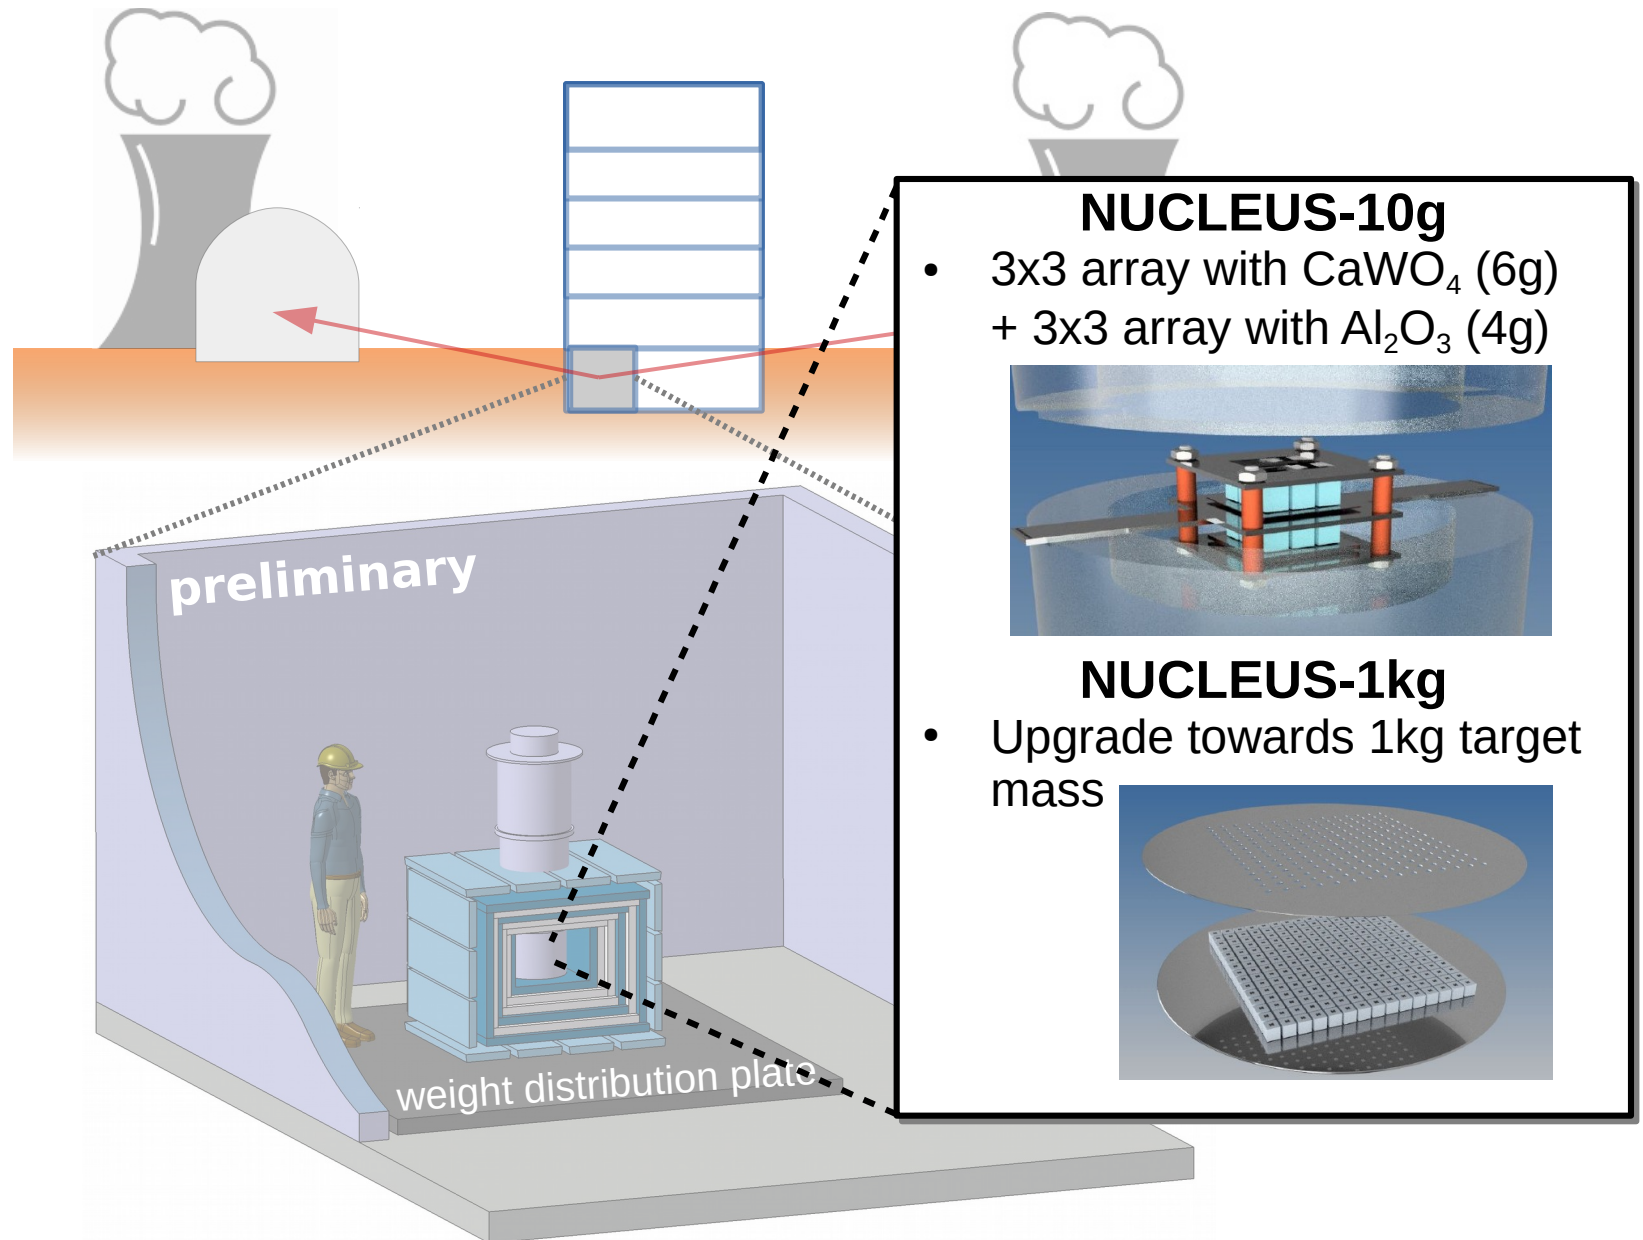 NUCLEUS-10g
• 3x3 array with CaWO₄ (6g)
+ 3x3 array with Al₂O₃ (4g)
NUCLEUS-1kg
• Upgrade towards 1kg target
mass
preliminary
weight distribution plate